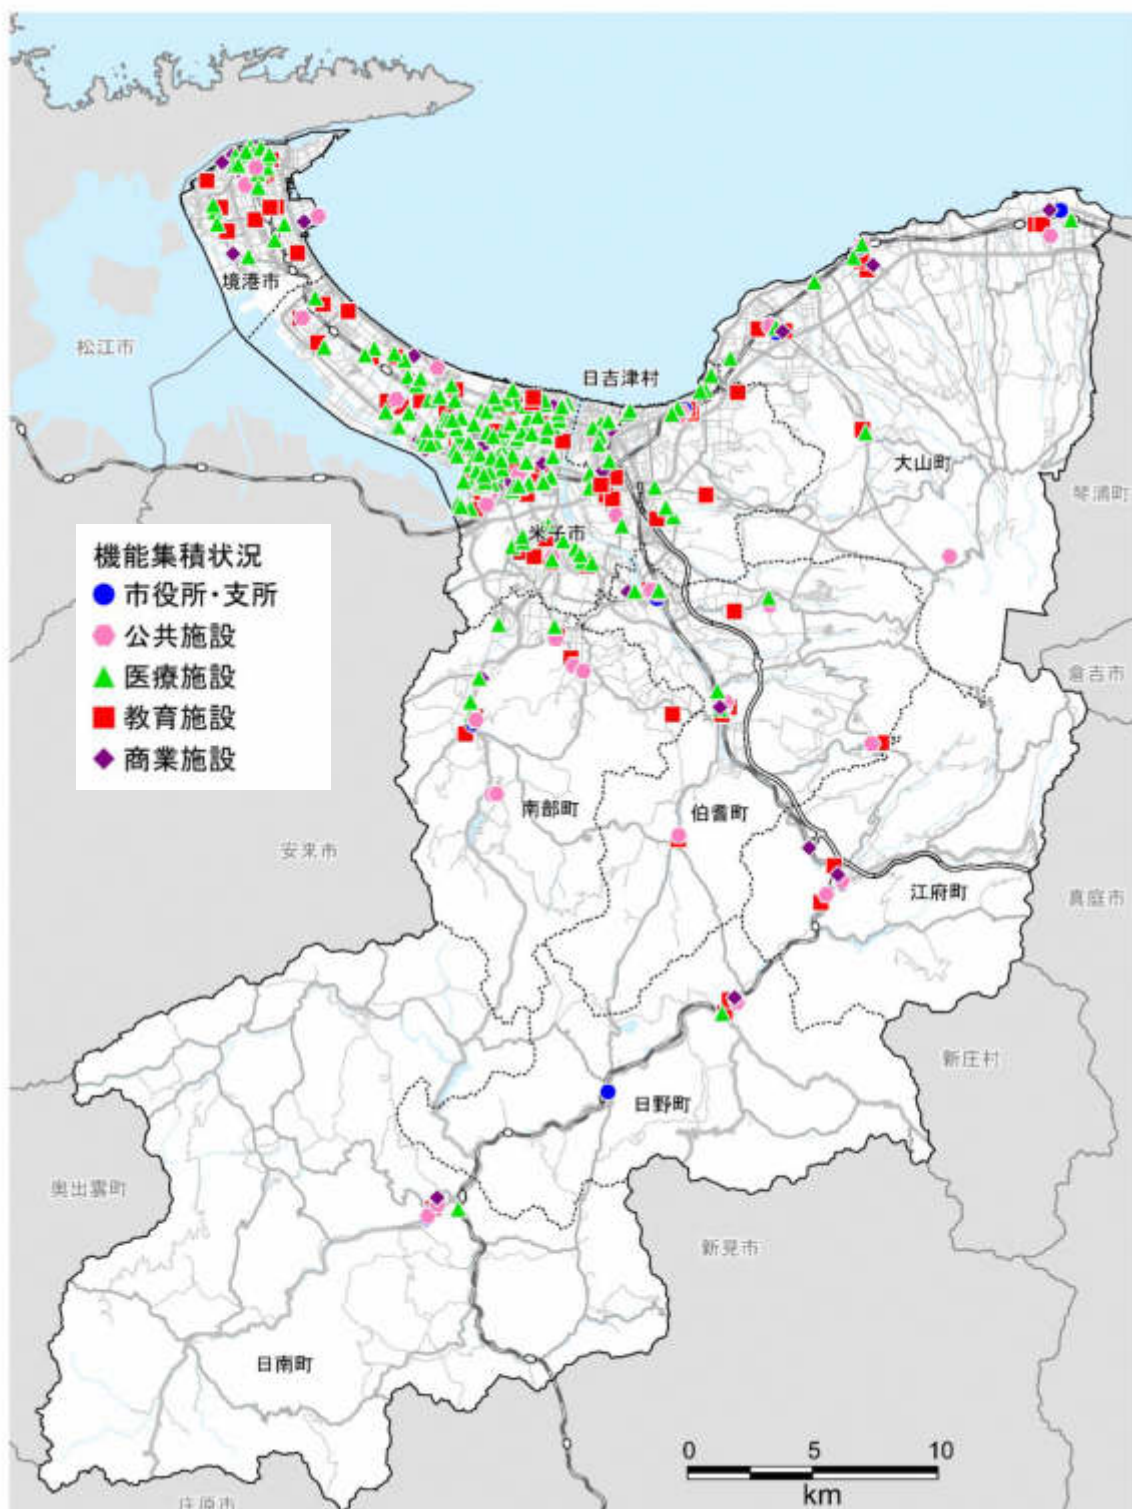 境港市
松江市
日吉津村
大山町
琴浦町
米子市
機能集積状況
市役所・支所
公共施設
医療施設
教育施設
商業施設
倉吉市
南部町
伯耆町
安来市
江府町
真庭市
新庄村
日野町
奥出雲町
新見市
日南町
0 5 10
km
庄原市